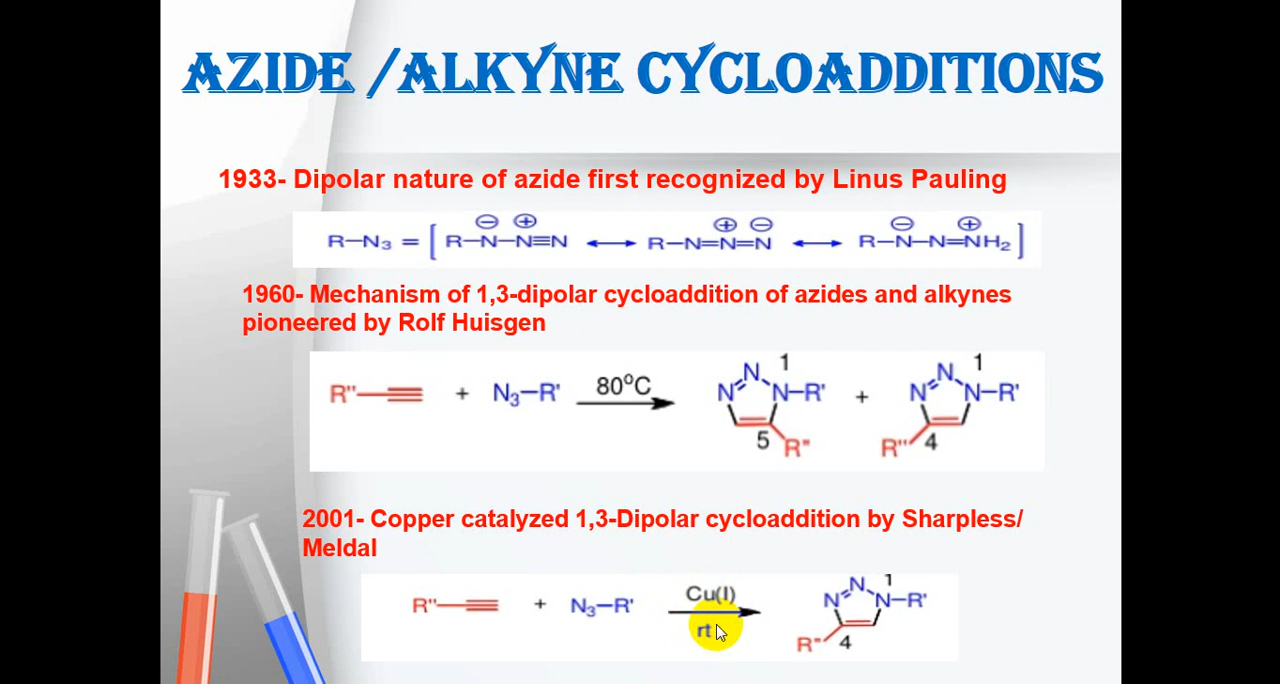 AZIDE /ALKYNE CYCLOADDITIONS
1933- Dipolar nature of azide first recognized by Linus Pauling
⊖ ⊕ ⊕ ⊖ ⊖ ⊕
R—N₃ = [ R—N—N≡N ⟷ R—N=N=N ⟷ R—N—N=NH₂ ]
1960- Mechanism of 1,3-dipolar cycloaddition of azides and alkynes
pioneered by Rolf Huisgen
R" + N₃—R' 80°C N N N—R' 1 5 R" + N N N—R' 1 R" 4
2001- Copper catalyzed 1,3-Dipolar cycloaddition by Sharpless/
Meldal
R" + N₃—R' Cu(I) rt N N N—R' 1 R" 4